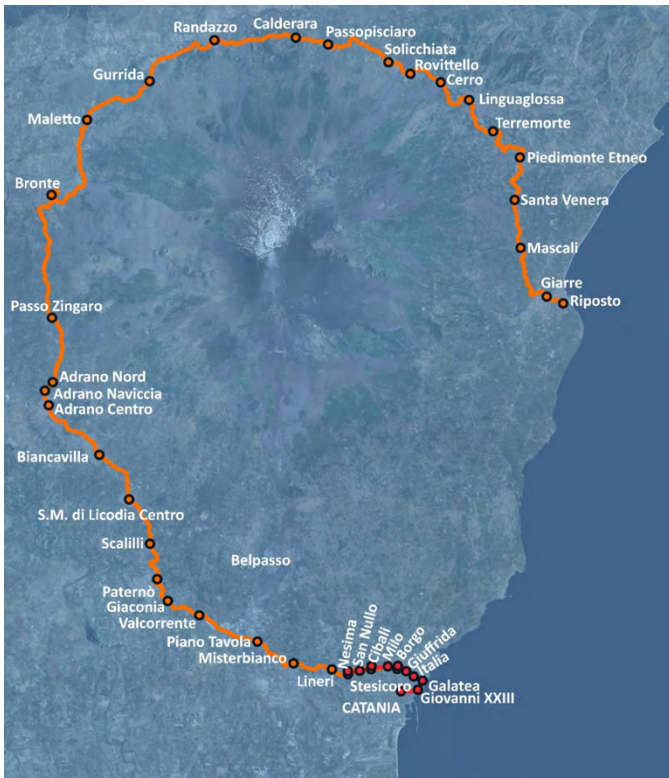 Calderara
Randazzo
Passopisciaro
Solicchiata
Rovittello
Gurrida
Cerro
Linguaglossa
Maletto
Terremorte
Piedimonte Etneo
Bronte
Santa Venera
Mascali
Giarre
Riposto
Passo Zingaro
Adrano Nord
Adrano Naviccia
Adrano Centro
Biancavilla
S.M. di Licodia Centro
Scalilli
Belpasso
Paternò
Giaconia
Valcorrente
Piano Tavola
Misterbianco
Lineri
Nesima
San Nullo
Cibali
Milo
Borgo
Giuffrida
Italia
Stesicoro
Galatea
Giovanni XXIII
CATANIA